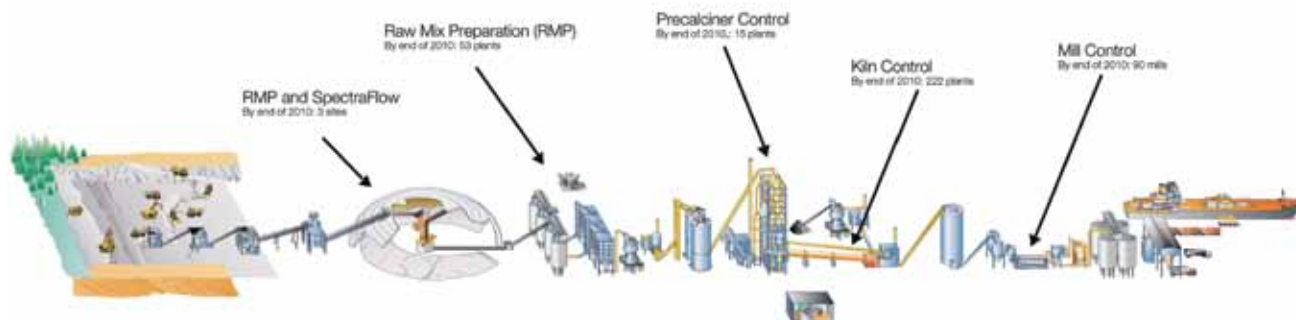 RMP and SpectraFlow
By end of 2010: 3 sites
Raw Mix Preparation (RMP)
By end of 2010: 53 plants
Precalciner Control
By end of 2010,: 15 plants
Kiln Control
By end of 2010: 222 plants
Mill Control
By end of 2010: 90 mills